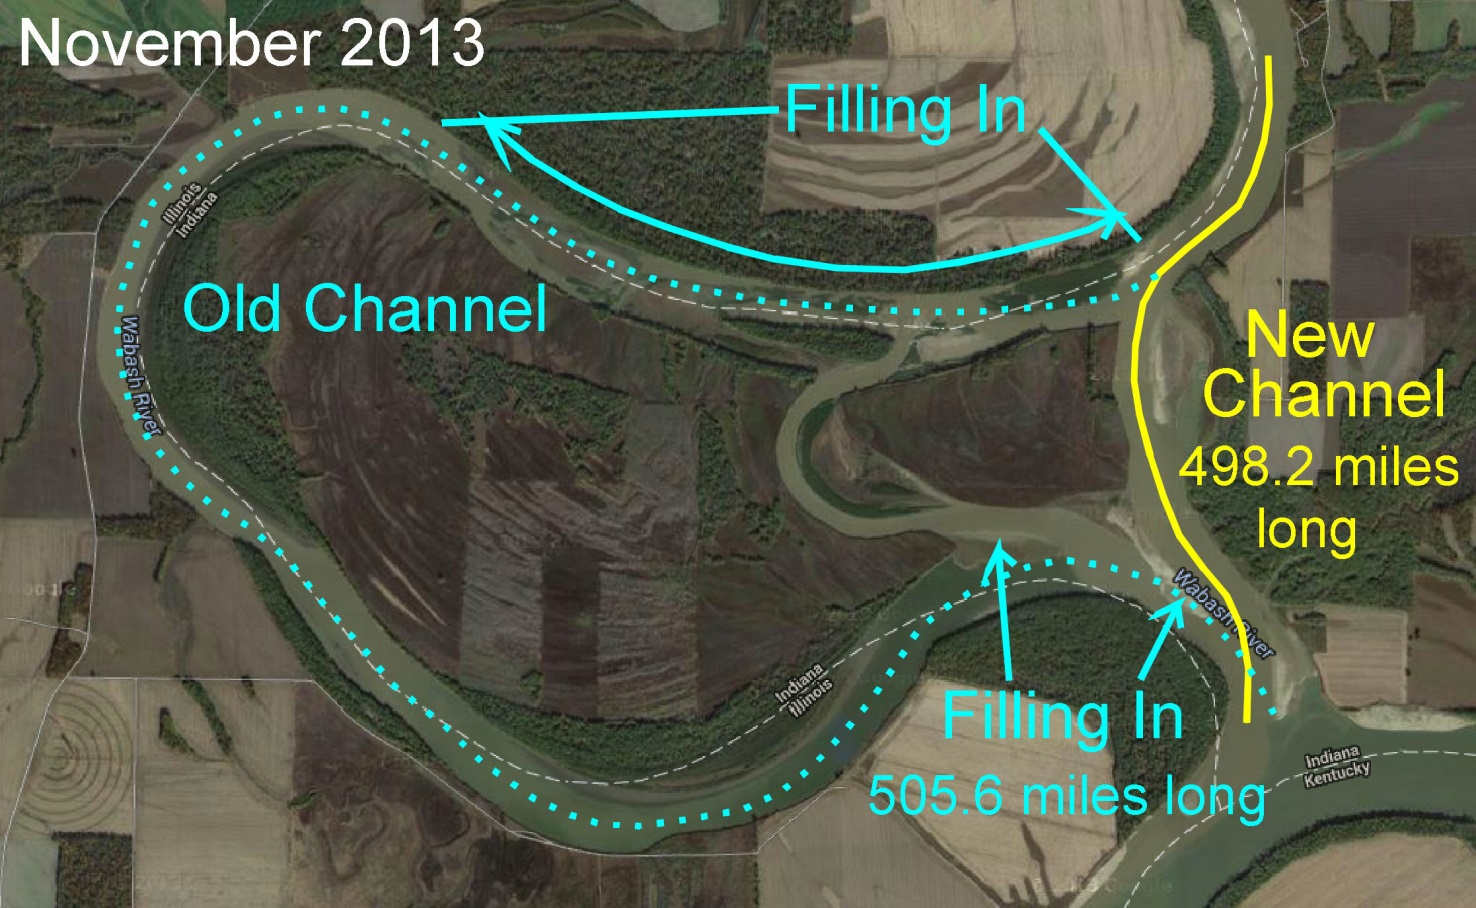 November 2013
Filling In
Illinois
Indiana
Old Channel
Wabash River
New
Channel
498.2 miles
long
Wabash River
Indiana
Illinois
Filling In
505.6 miles long
Indiana
Kentucky